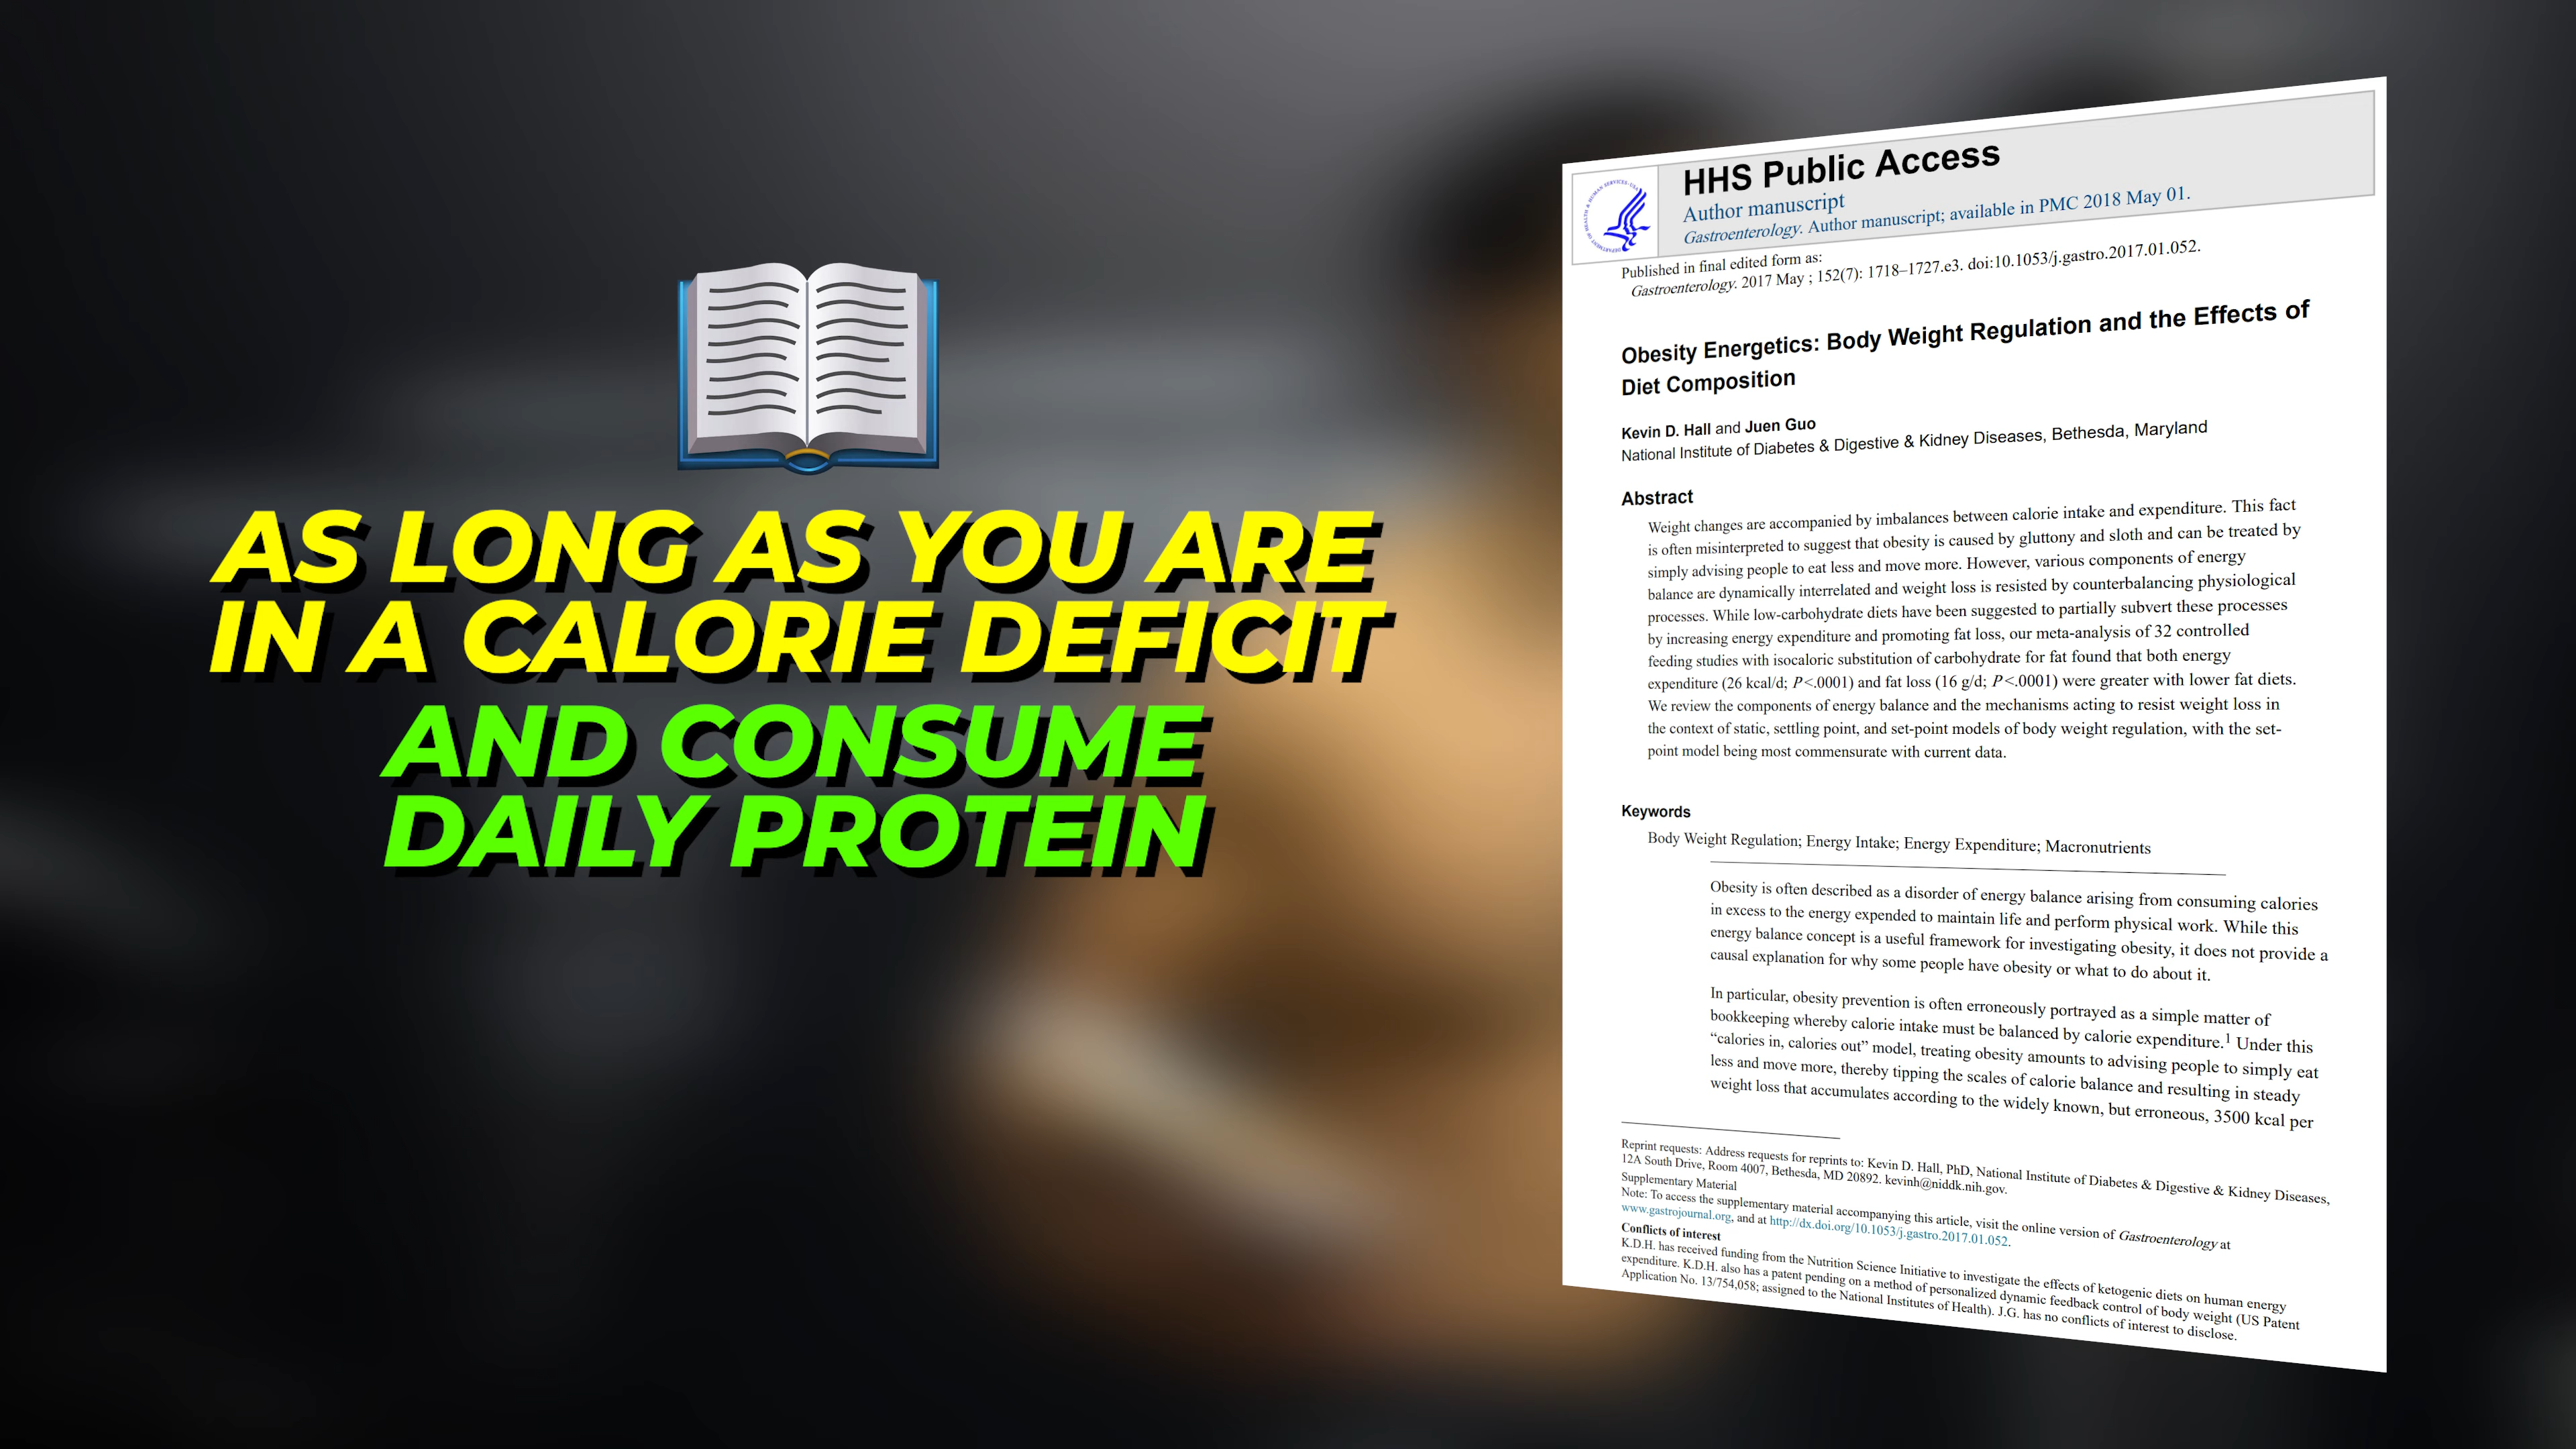 AS LONG AS YOU ARE
IN A CALORIE DEFICIT
AND CONSUME
DAILY PROTEIN
HHS Public Access
Author manuscript
Gastroenterology. Author manuscript; available in PMC 2018 May 01.
Published in final edited form as:
Gastroenterology. 2017 May ; 152(7): 1718–1727.e3. doi:10.1053/j.gastro.2017.01.052.
Obesity Energetics: Body Weight Regulation and the Effects of
Diet Composition
Kevin D. Hall and Juen Guo
National Institute of Diabetes & Digestive & Kidney Diseases, Bethesda, Maryland
Abstract
Weight changes are accompanied by imbalances between calorie intake and expenditure. This fact
is often misinterpreted to suggest that obesity is caused by gluttony and sloth and can be treated by
simply advising people to eat less and move more. However, various components of energy
balance are dynamically interrelated and weight loss is resisted by counterbalancing physiological
processes. While low-carbohydrate diets have been suggested to partially subvert these processes
by increasing energy expenditure and promoting fat loss, our meta-analysis of 32 controlled
feeding studies with isocaloric substitution of carbohydrate for fat found that both energy
expenditure (26 kcal/d; P<.0001) and fat loss (16 g/d; P<.0001) were greater with lower fat diets.
We review the components of energy balance and the mechanisms acting to resist weight loss in
the context of static, settling point, and set-point models of body weight regulation, with the set-
point model being most commensurate with current data.
Keywords
Body Weight Regulation; Energy Intake; Energy Expenditure; Macronutrients
Obesity is often described as a disorder of energy balance arising from consuming calories
in excess to the energy expended to maintain life and perform physical work. While this
energy balance concept is a useful framework for investigating obesity, it does not provide a
causal explanation for why some people have obesity or what to do about it.
In particular, obesity prevention is often erroneously portrayed as a simple matter of
bookkeeping whereby calorie intake must be balanced by calorie expenditure.1 Under this
“calories in, calories out” model, treating obesity amounts to advising people to simply eat
less and move more, thereby tipping the scales of calorie balance and resulting in steady
weight loss that accumulates according to the widely known, but erroneous, 3500 kcal per
Reprint requests: Address requests for reprints to: Kevin D. Hall, PhD, National Institute of Diabetes & Digestive & Kidney Diseases,
12A South Drive, Room 4007, Bethesda, MD 20892. kevinh@niddk.nih.gov.
Supplementary Material
Note: To access the supplementary material accompanying this article, visit the online version of Gastroenterology at
www.gastrojournal.org, and at http://dx.doi.org/10.1053/j.gastro.2017.01.052.
Conflicts of interest
K.D.H. has received funding from the Nutrition Science Initiative to investigate the effects of ketogenic diets on human energy
expenditure. K.D.H. also has a patent pending on a method of personalized dynamic feedback control of body weight (US Patent
Application No. 13/754,058; assigned to the National Institutes of Health). J.G. has no conflicts of interest to disclose.